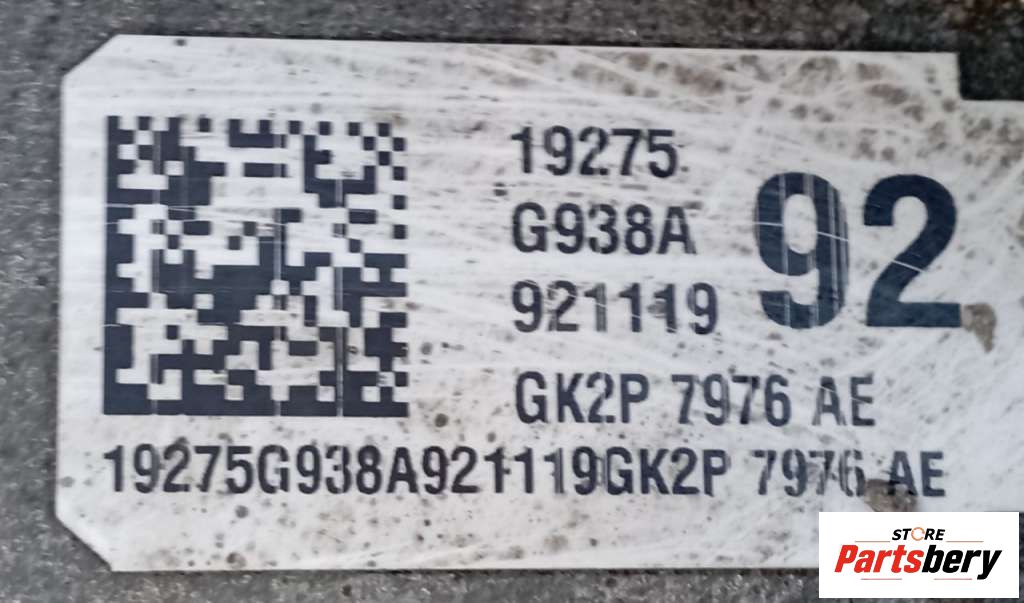 19275
G938A
921119
92
GK2P 7976 AE
19275G938A921119GK2P 7976 AE
STORE
Partsbery